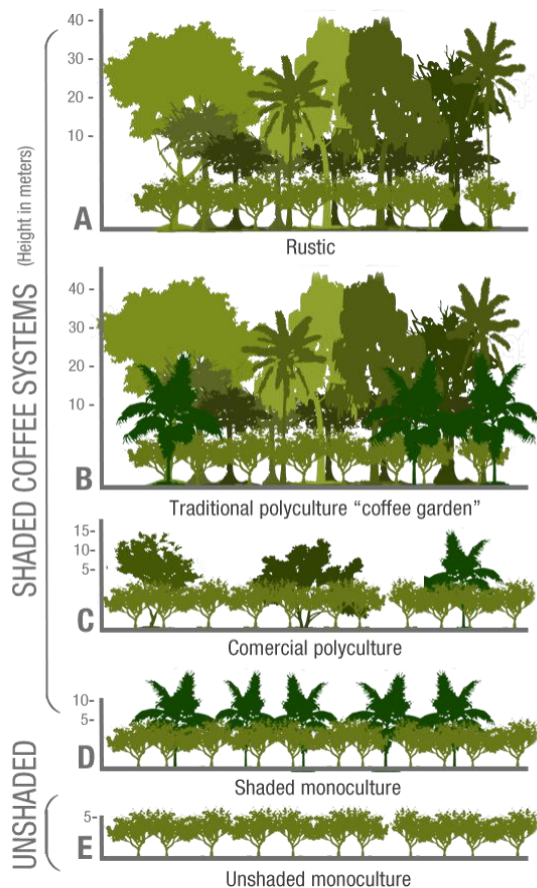 SHADED COFFEE SYSTEMS (Height in meters)
40-
30-
20-
10-
A
Rustic
40-
30-
20-
10-
B
Traditional polyculture “coffee garden”
15-
10-
5-
C
Comercial polyculture
10-
5-
D
Shaded monoculture
UNSHADED
5-
E
Unshaded monoculture